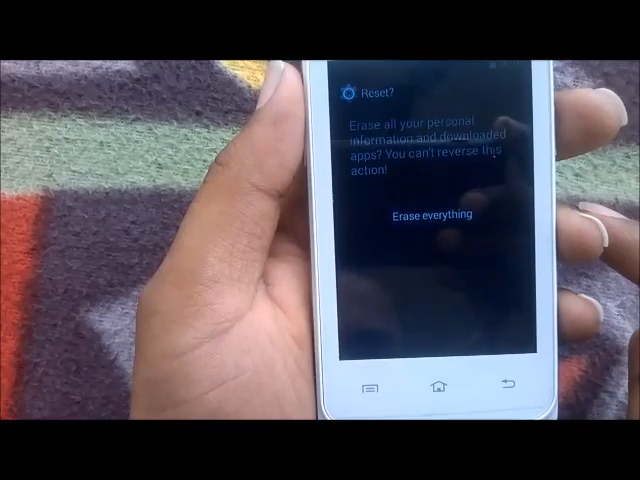 Reset?
Erase all your personal
information and downloaded
apps? You can't reverse this
action!
Erase everything